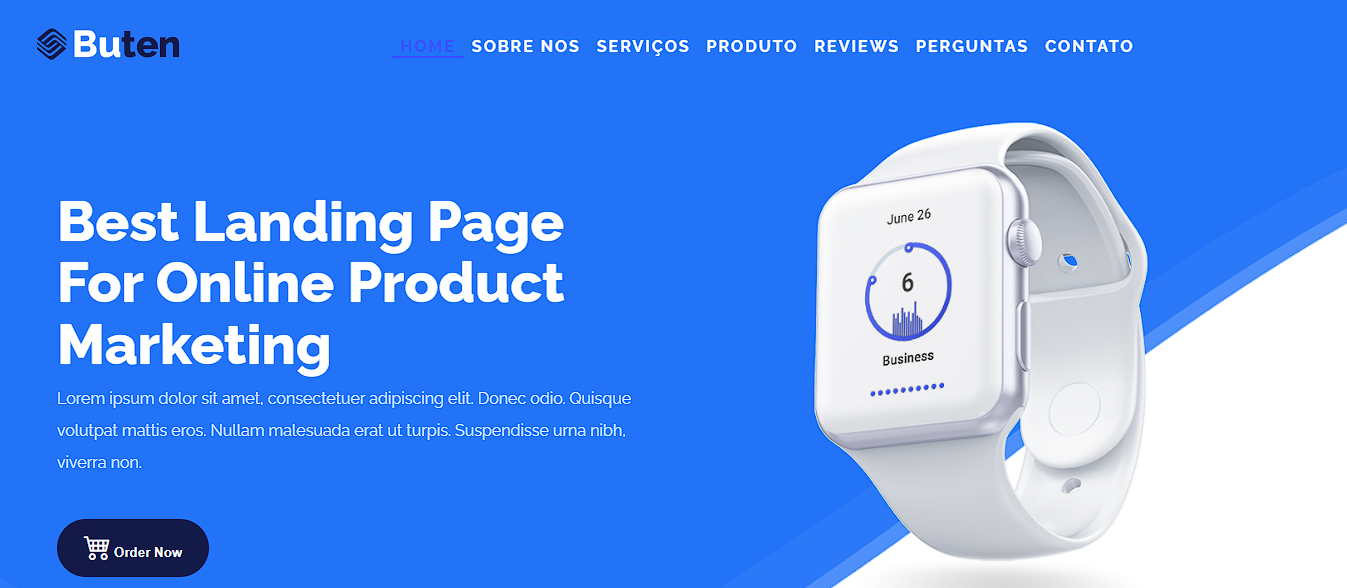 Buten
HOME SOBRE NOS SERVIÇOS PRODUTO REVIEWS PERGUNTAS CONTATO
Best Landing Page
For Online Product
Marketing
Lorem ipsum dolor sit amet, consectetuer adipiscing elit. Donec odio. Quisque
volutpat mattis eros. Nullam malesuada erat ut turpis. Suspendisse urna nibh,
viverra non.
Order Now
June 26
6
Business